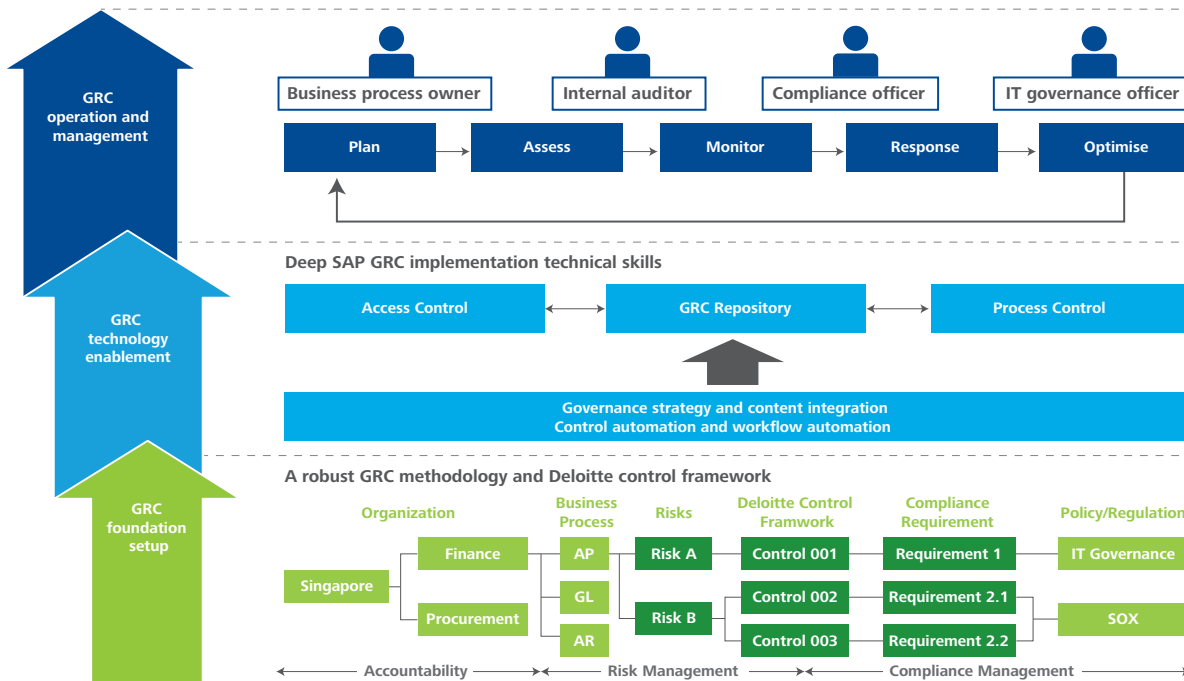 GRC
operation and
management
Business process owner
Internal auditor
Compliance officer
IT governance officer
Plan
Assess
Monitor
Response
Optimise
GRC
technology
enablement
Deep SAP GRC implementation technical skills
Access Control
GRC Repository
Process Control
Governance strategy and content integration
Control automation and workflow automation
GRC
foundation
setup
A robust GRC methodology and Deloitte control framework
Organization
Business
Process
Risks
Deloitte Control
Framwork
Compliance
Requirement
Policy/Regulation
Singapore
Finance
Procurement
AP
GL
AR
Risk A
Risk B
Control 001
Control 002
Control 003
Requirement 1
Requirement 2.1
Requirement 2.2
IT Governance
SOX
Accountability
Risk Management
Compliance Management